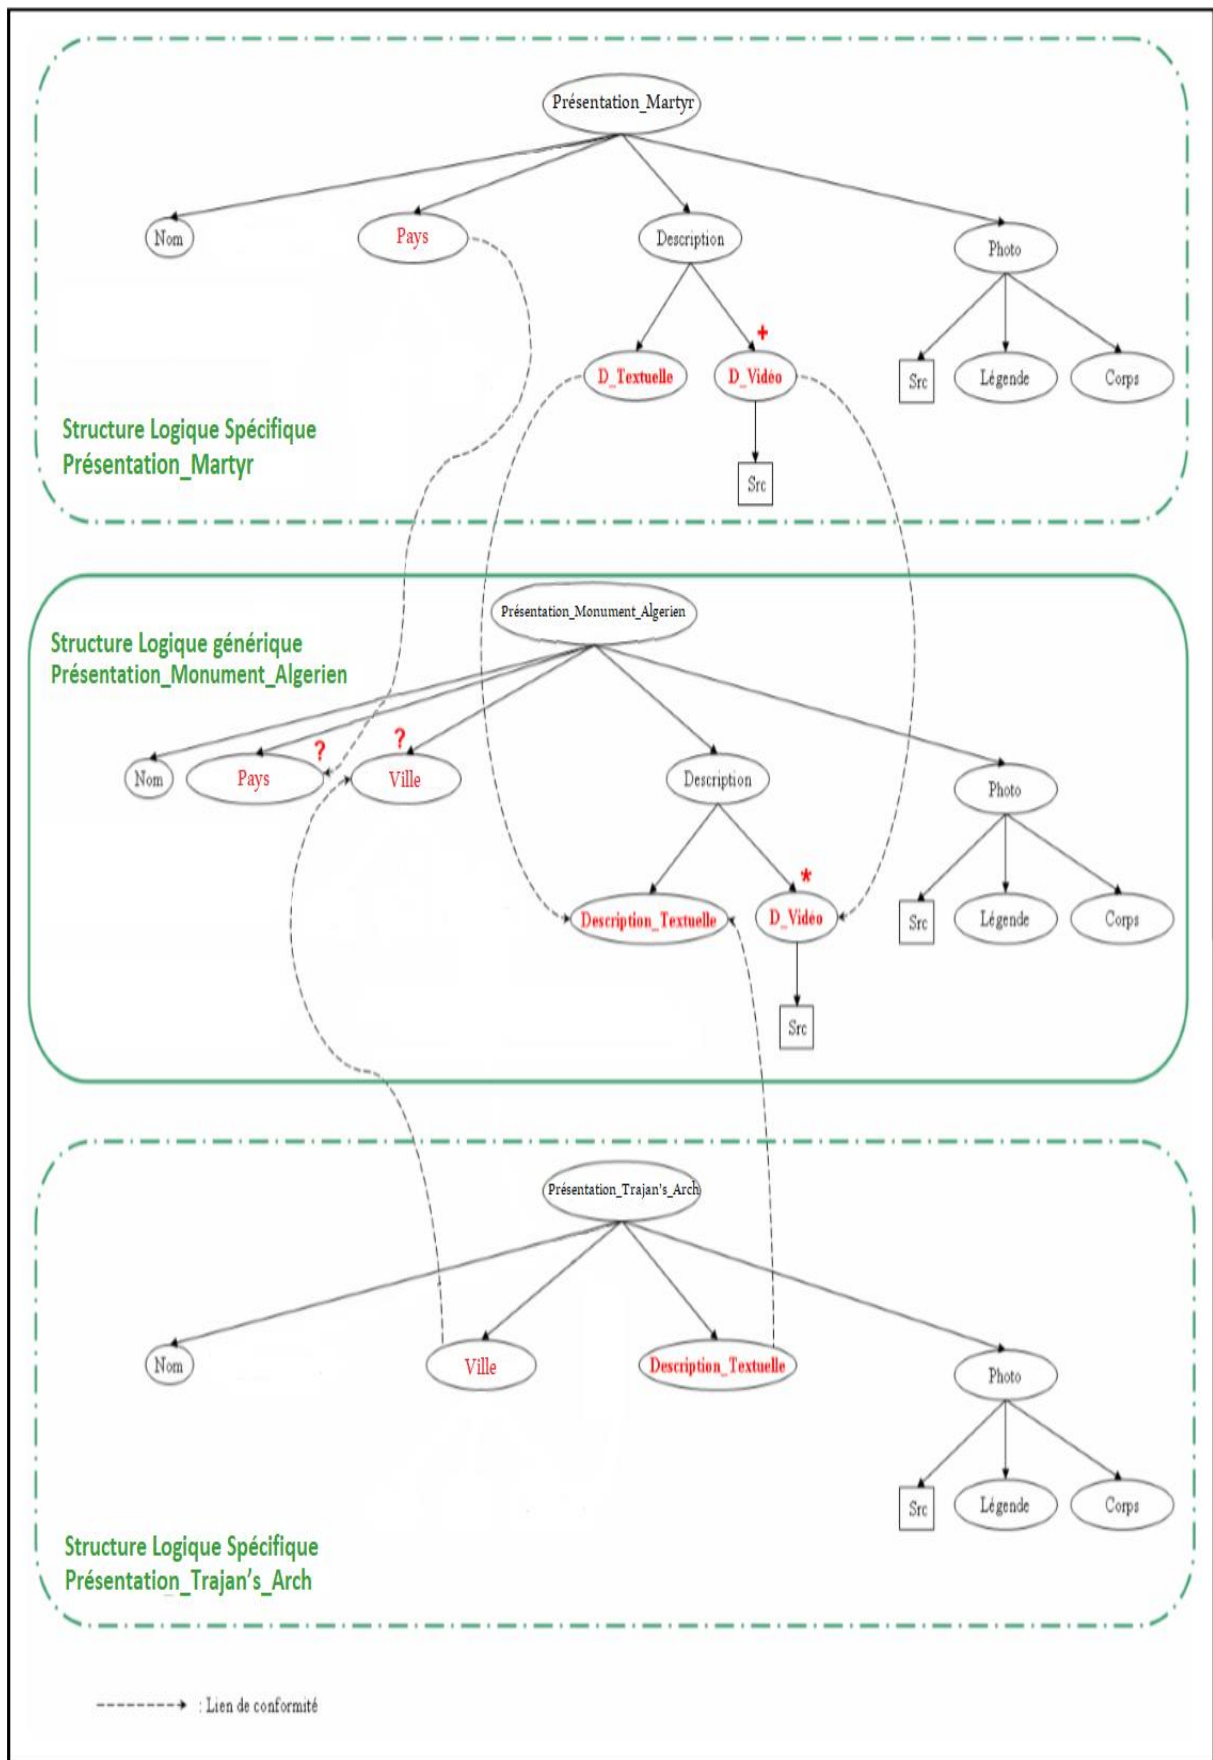 Présentation_Martyr
Nom
Pays
Description
Photo
+
D_Textuelle
D_Vidéo
Src
Légende
Corps
Structure Logique Spécifique
Présentation_Martyr
Src
Présentation_Monument_Algerien
Structure Logique générique
Présentation_Monument_Algerien
?
?
Nom
Pays
Ville
Description
Photo
*
Description_Textuelle
D_Vidéo
Src
Légende
Corps
Src
Présentation_Trajan's_Arch
Nom
Ville
Description_Textuelle
Photo
Src
Légende
Corps
Structure Logique Spécifique
Présentation_Trajan’s_Arch
: Lien de conformité